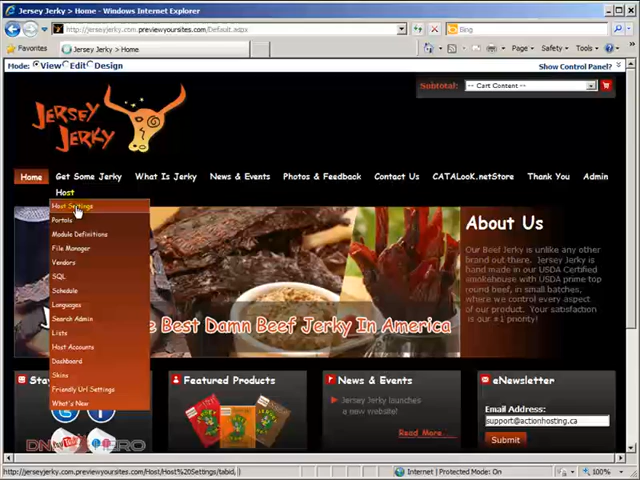 Jersey Jerky > Home - Windows Internet Explorer
http://jerseyjerky.com.previewyoursites.com/Default.aspx
Bing
Favorites
Jersey Jerky > Home
Page
Safety
Tools
Mode: View Edit Design
Show Control Panel?
JERSEY
JERKY
Subtotal: -- Cart Content --
Home
Get Some Jerky
What Is Jerky
News & Events
Photos & Feedback
Contact Us
CATALooK.netStore
Thank You
Admin
Host
Host Settings
Portals
Module Definitions
File Manager
Vendors
SQL
Schedule
Languages
Search Admin
Lists
Host Accounts
Dashboard
Skins
Friendly Url Settings
What's New
e Best Damn Beef Jerky In America
About Us
Our Beef Jerky is unlike any other
brand out there. Jersey Jerky is
hand made in our USDA Certified
smokehouse with USDA prime top
round beef, in small batches,
where we control every aspect
of our product. Your satisfaction
is our #1 priority!
Sta
Featured Products
News & Events
Jersey Jerky launches
a new website!
Read More...
eNewsletter
Email Address:
support@actionhosting.ca
Submit
http://jerseyjerky.com.previewyoursites.com/Host/Host%20Settings/tabid,
Internet | Protected Mode: On
100%